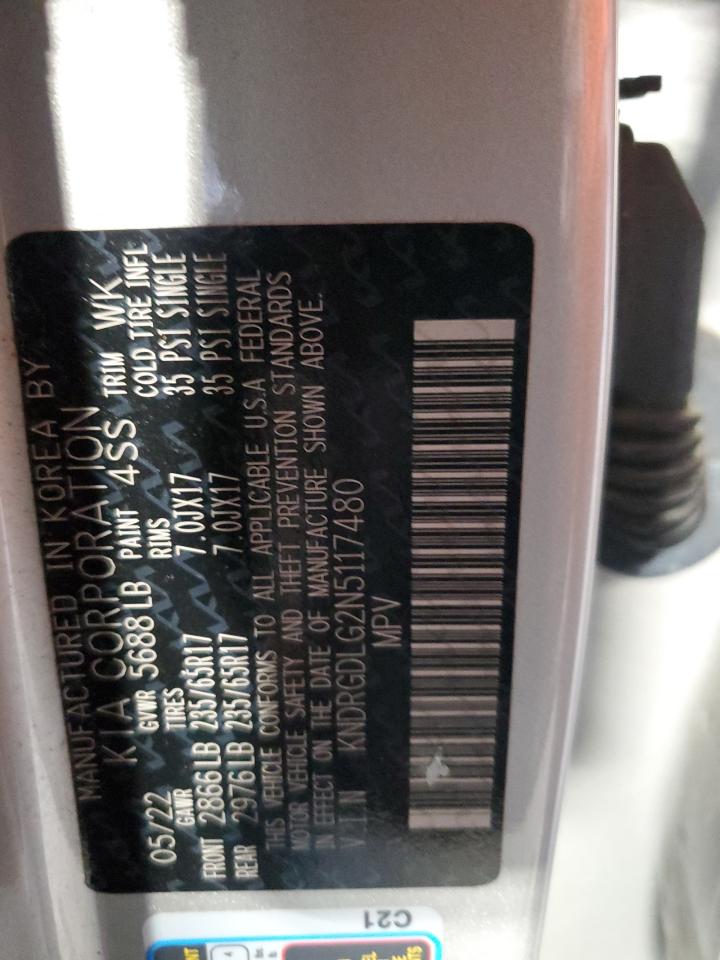 MANUFACTURED IN KOREA BY
KIA CORPORATION
05/22 GVWR 5688LB PAINT 4SS TRIM WK
GAWR TIRES RIMS COLD TIRE INFL
FRONT 2866LB 235/65R17 7.0JX17 35 PSI SINGLE
REAR 2976LB 235/65R17 7.0JX17 35 PSI SINGLE
THIS VEHICLE CONFORMS TO ALL APPLICABLE U.S.A FEDERAL
MOTOR VEHICLE SAFETY AND THEFT PREVENTION STANDARDS
IN EFFECT ON THE DATE OF MANUFACTURE SHOWN ABOVE.
V.I.N KNDRGDLG2N5117480
MPV
C21